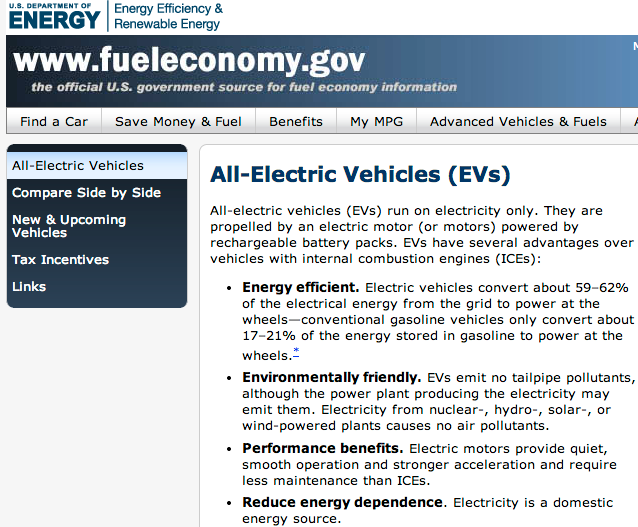 U.S. DEPARTMENT OF
ENERGY
Energy Efficiency &
Renewable Energy
www.fueleconomy.gov
the official U.S. government source for fuel economy information
Find a Car
Save Money & Fuel
Benefits
My MPG
Advanced Vehicles & Fuels
All-Electric Vehicles
Compare Side by Side
New & Upcoming
Vehicles
Tax Incentives
Links
All-Electric Vehicles (EVs)
All-electric vehicles (EVs) run on electricity only. They are
propelled by an electric motor (or motors) powered by
rechargeable battery packs. EVs have several advantages over
vehicles with internal combustion engines (ICEs):
• Energy efficient. Electric vehicles convert about 59–62%
of the electrical energy from the grid to power at the
wheels—conventional gasoline vehicles only convert about
17–21% of the energy stored in gasoline to power at the
wheels.*
• Environmentally friendly. EVs emit no tailpipe pollutants,
although the power plant producing the electricity may
emit them. Electricity from nuclear-, hydro-, solar-, or
wind-powered plants causes no air pollutants.
• Performance benefits. Electric motors provide quiet,
smooth operation and stronger acceleration and require
less maintenance than ICEs.
• Reduce energy dependence. Electricity is a domestic
energy source.